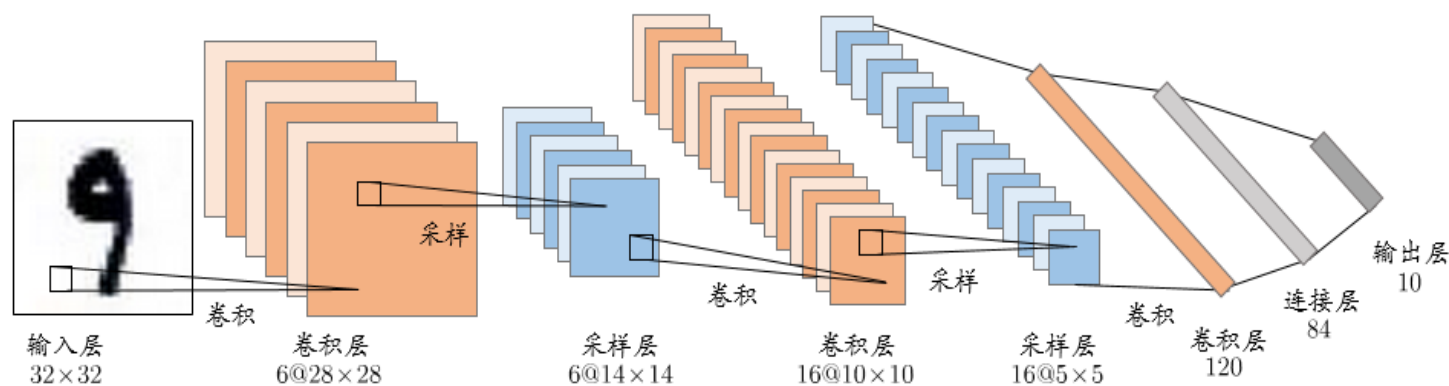 采样
卷积
卷积
采样
卷积
输入层
32×32
卷积层
6@28×28
采样层
6@14×14
卷积层
16@10×10
采样层
16@5×5
卷积层
120
连接层
84
输出层
10